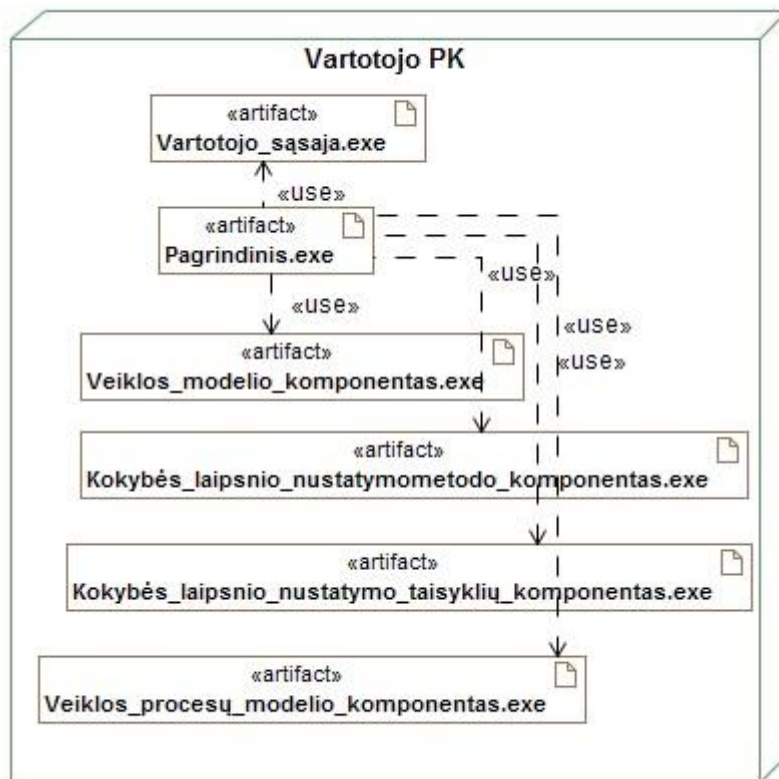 Vartotojo PK
«artifact»
Vartotojo_sąsaja.exe
«use»
«artifact»
Pagrindinis.exe
«use»
«use»
«use»
«use»
«artifact»
Veiklos_modelio_komponentas.exe
«artifact»
Kokybės_laipsnio_nustatymometodo_komponentas.exe
«artifact»
Kokybės_laipsnio_nustatymo_taisyklių_komponentas.exe
«artifact»
Veiklos_procesų_modelio_komponentas.exe